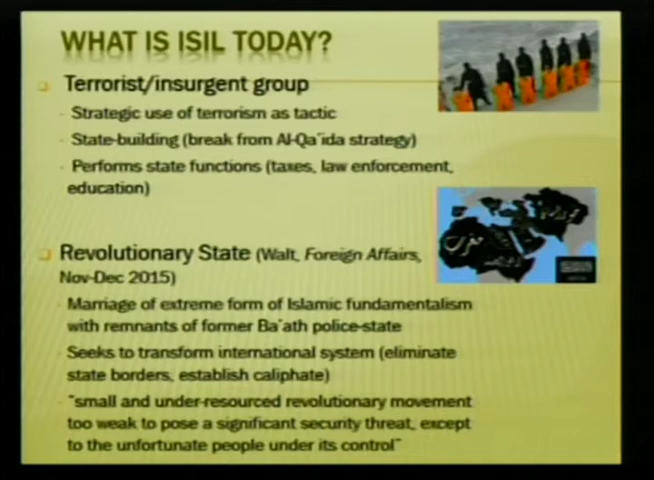 WHAT IS ISIL TODAY?
Terrorist/insurgent group
Strategic use of terrorism as tactic
State-building (break from Al-Qa'ida strategy)
Performs state functions (taxes, law enforcement,
education)
Revolutionary State (Walt, Foreign Affairs,
Nov-Dec 2015)
Marriage of extreme form of Islamic fundamentalism
with remnants of former Ba'ath police-state
Seeks to transform international system (eliminate
state borders, establish caliphate)
"small and under-resourced revolutionary movement
too weak to pose a significant security threat, except
to the unfortunate people under its control"